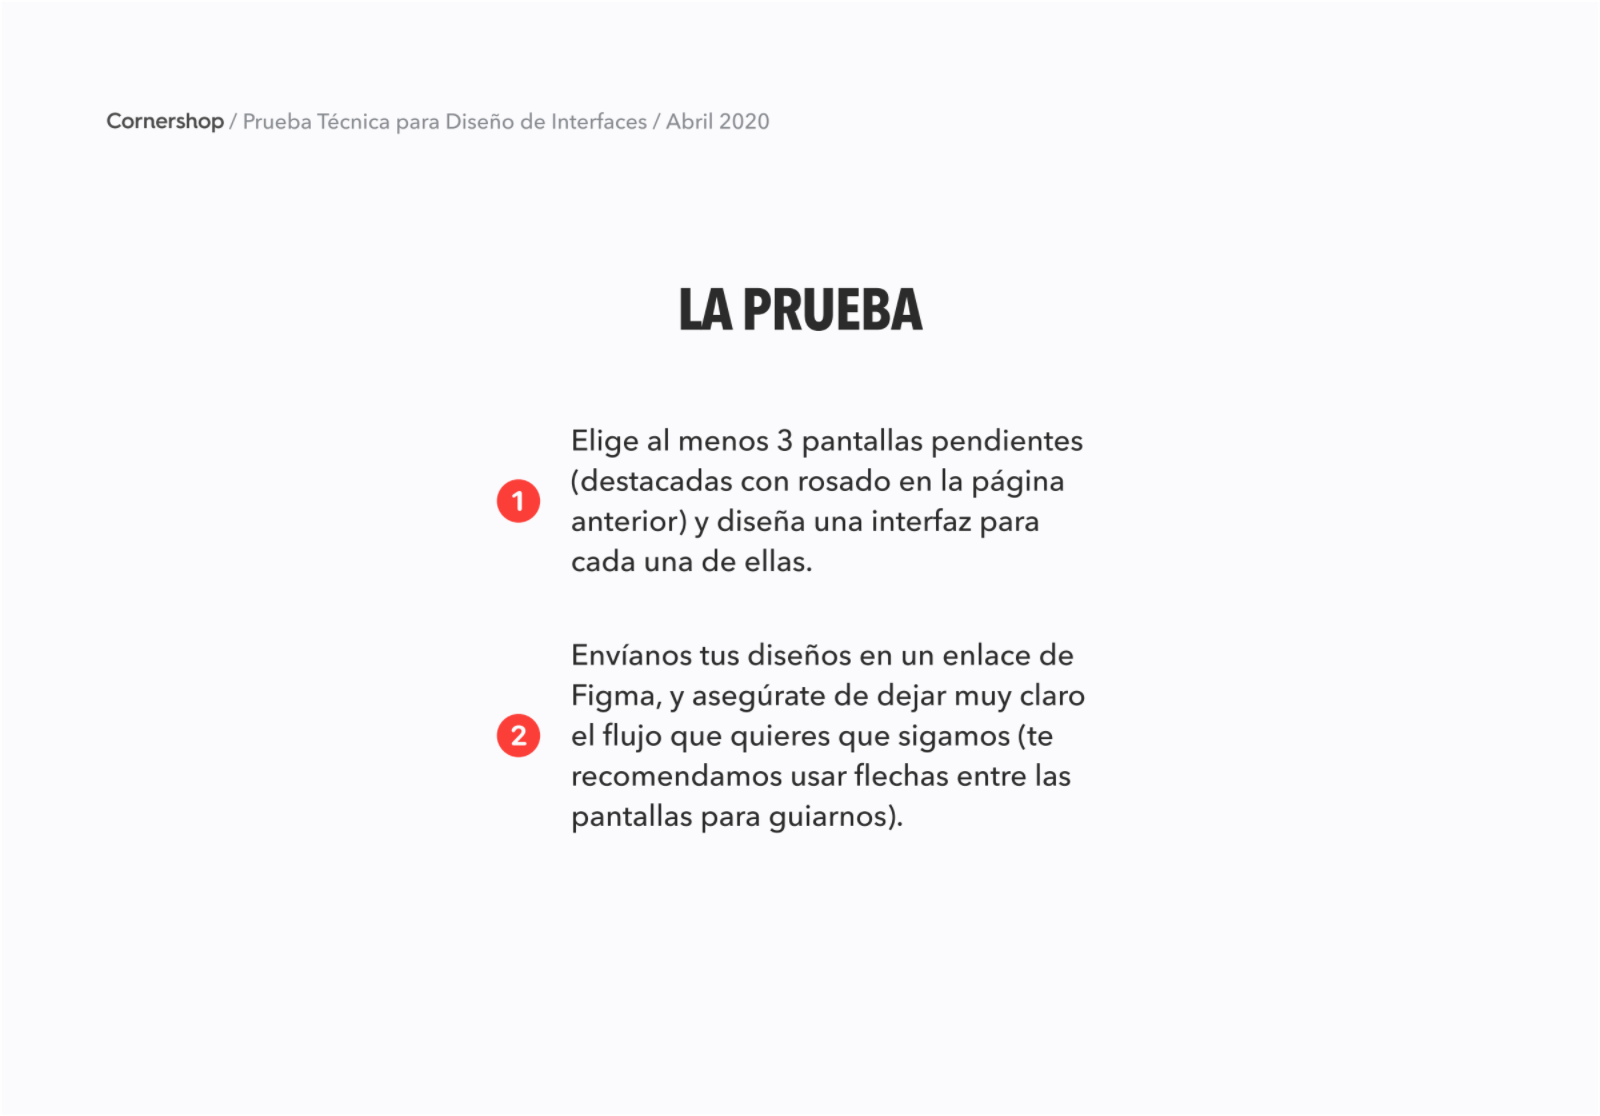 Cornershop / Prueba Técnica para Diseño de Interfaces / Abril 2020
LA PRUEBA
1
Elige al menos 3 pantallas pendientes
(destacadas con rosado en la página
anterior) y diseña una interfaz para
cada una de ellas.
2
Envíanos tus diseños en un enlace de
Figma, y asegúrate de dejar muy claro
el flujo que quieres que sigamos (te
recomendamos usar flechas entre las
pantallas para guiarnos).